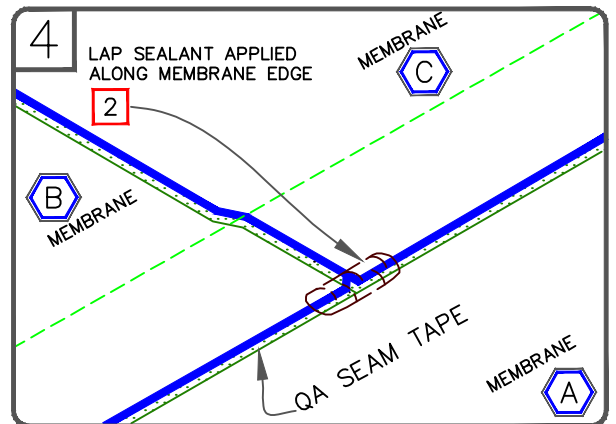 4
LAP SEALANT APPLIED
ALONG MEMBRANE EDGE
2
MEMBRANE
C
B
MEMBRANE
QA SEAM TAPE
MEMBRANE
A